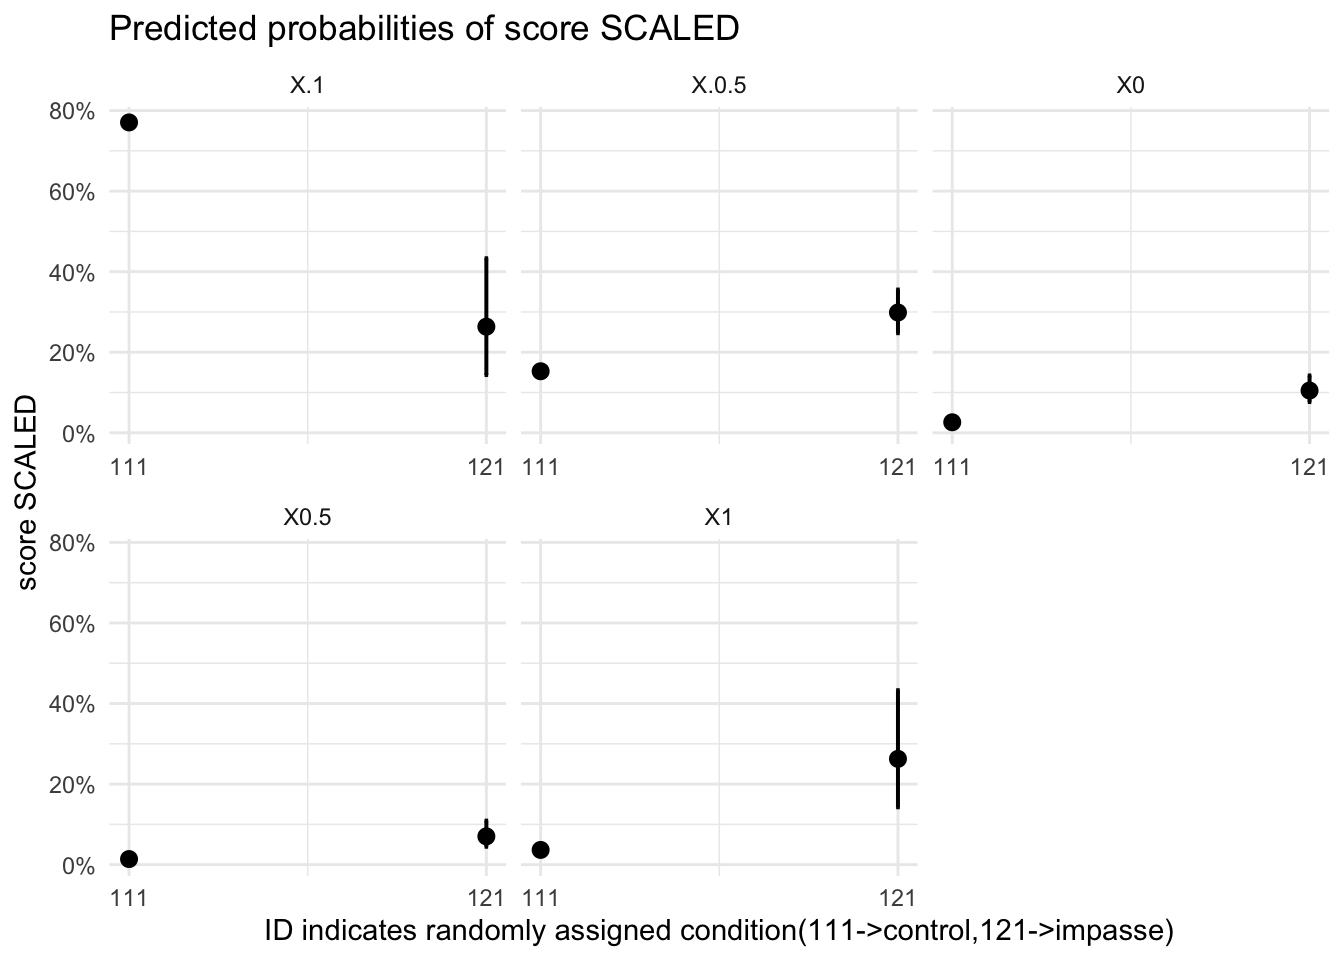 Predicted probabilities of score SCALED
X.1 X.0.5 X0
80%
60%
40%
20%
0%
111 121 111 121 111 121
score SCALED
X0.5 X1
80%
60%
40%
20%
0%
111 121 111 121
ID indicates randomly assigned condition(111->control,121->impasse)